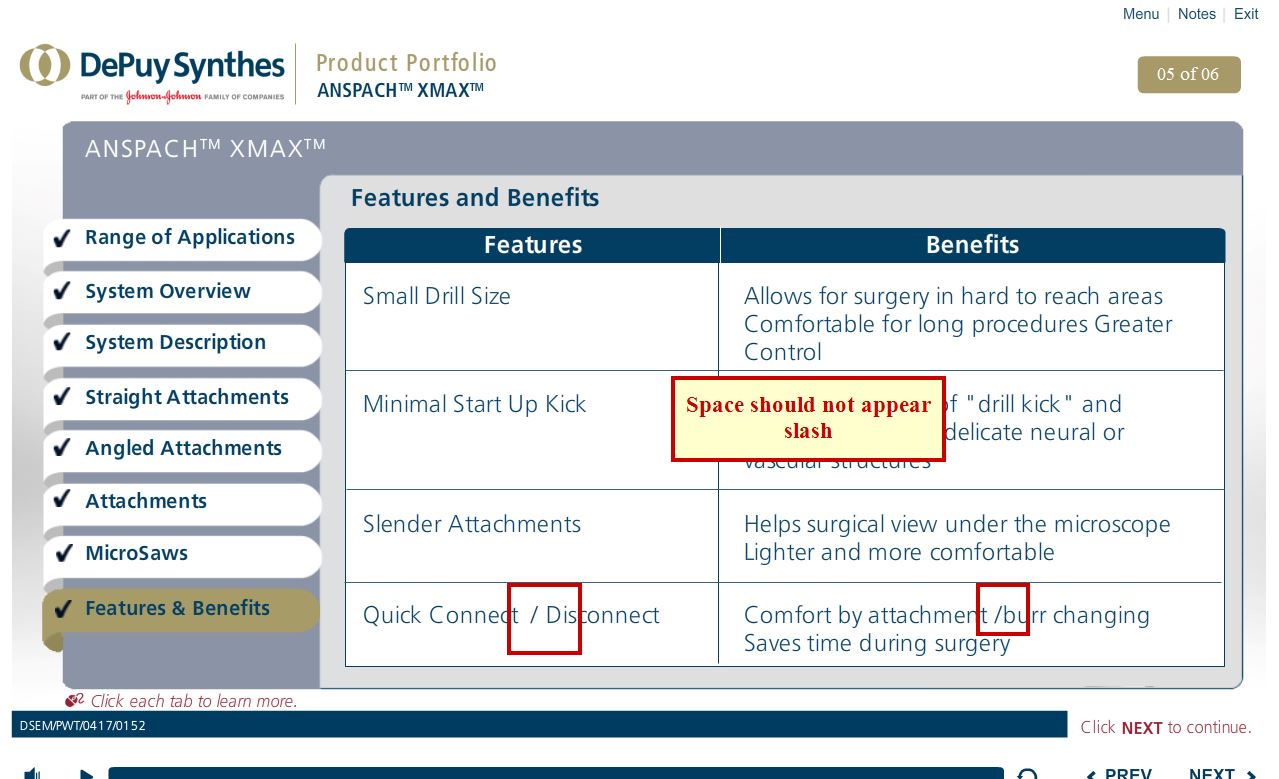 Menu | Notes | Exit
DePuy Synthes
PART OF THE Johnson & Johnson FAMILY OF COMPANIES
Product Portfolio
ANSPACH™ XMAX™
05 of 06
ANSPACH™ XMAX™
Range of Applications
System Overview
System Description
Straight Attachments
Angled Attachments
Attachments
MicroSaws
Features & Benefits
Features and Benefits
Features
Benefits
Small Drill Size
Allows for surgery in hard to reach areas
Comfortable for long procedures Greater
Control
Minimal Start Up Kick
Space should not appear
slash
of "drill kick" and
delicate neural or
vascular structures
Slender Attachments
Helps surgical view under the microscope
Lighter and more comfortable
Quick Connect / Disconnect
Comfort by attachment /burr changing
Saves time during surgery
Click each tab to learn more.
DSEM/PWT/0417/0152
Click NEXT to continue.
PREV
NEXT